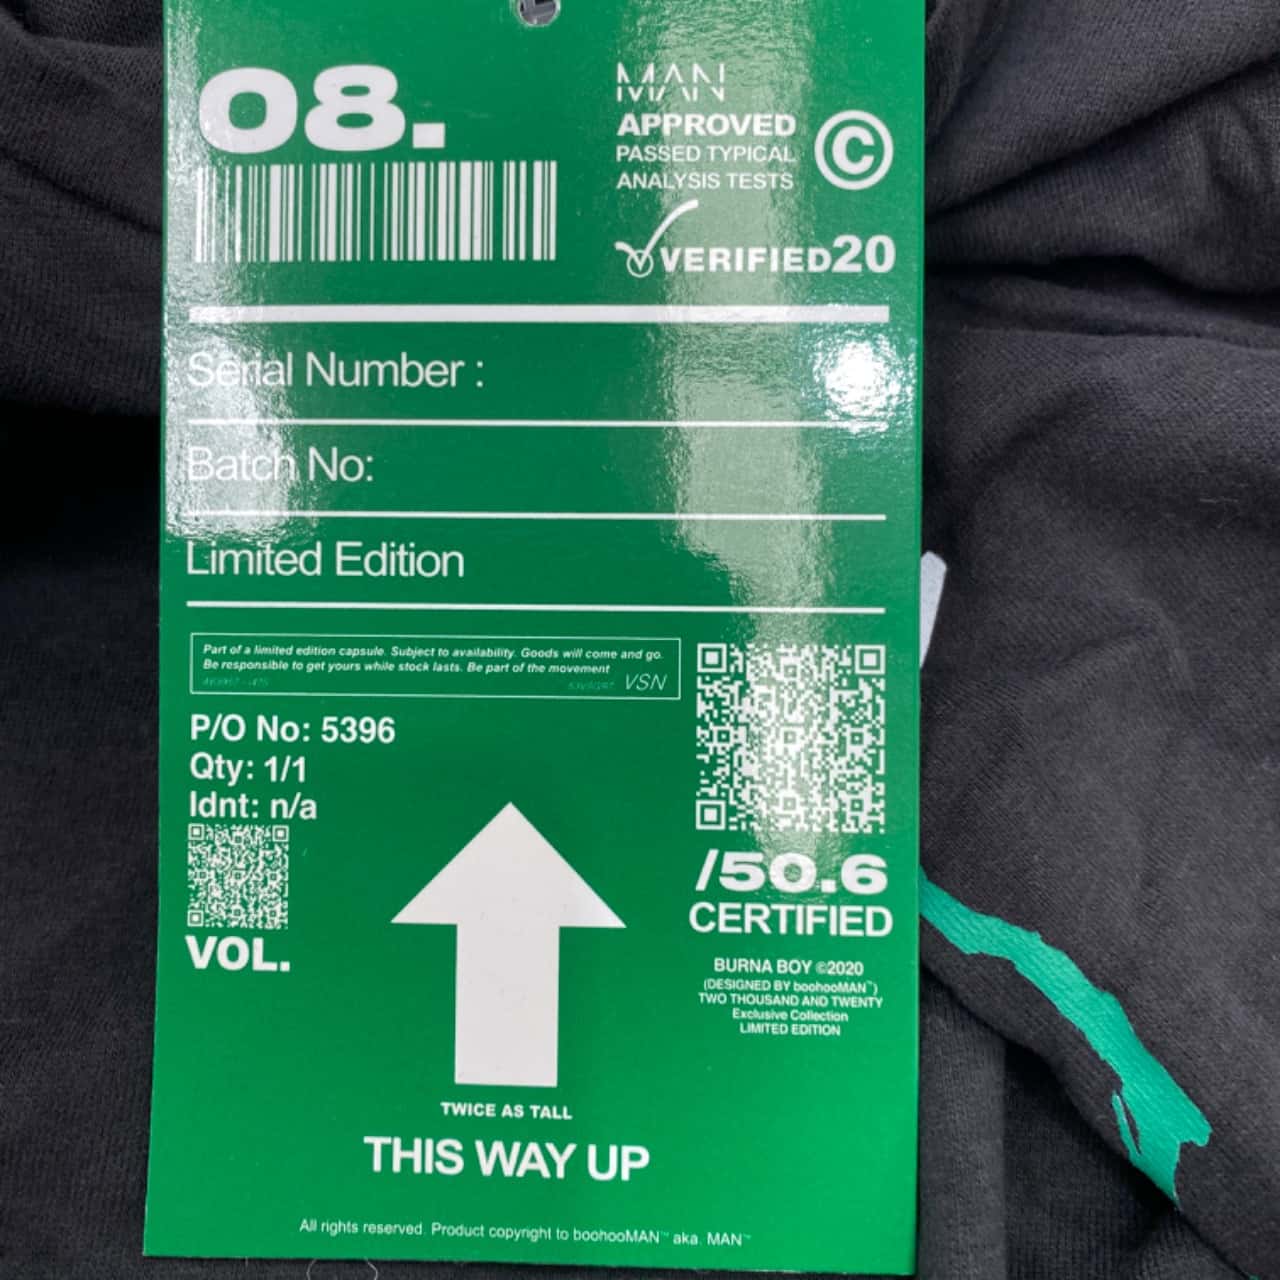 08.
MAN
APPROVED
PASSED TYPICAL
ANALYSIS TESTS
©
VERIFIED20
Serial Number :
Batch No:
Limited Edition
Part of a limited edition capsule. Subject to availability. Goods will come and go.
Be responsible to get yours while stock lasts. Be part of the movement
VSN
P/O No: 5396
Qty: 1/1
Idnt: n/a
VOL.
/50.6
CERTIFIED
BURNA BOY ©2020
(DESIGNED BY boohooMAN™)
TWO THOUSAND AND TWENTY
Exclusive Collection
LIMITED EDITION
TWICE AS TALL
THIS WAY UP
All rights reserved. Product copyright to boohooMAN™ aka. MAN™